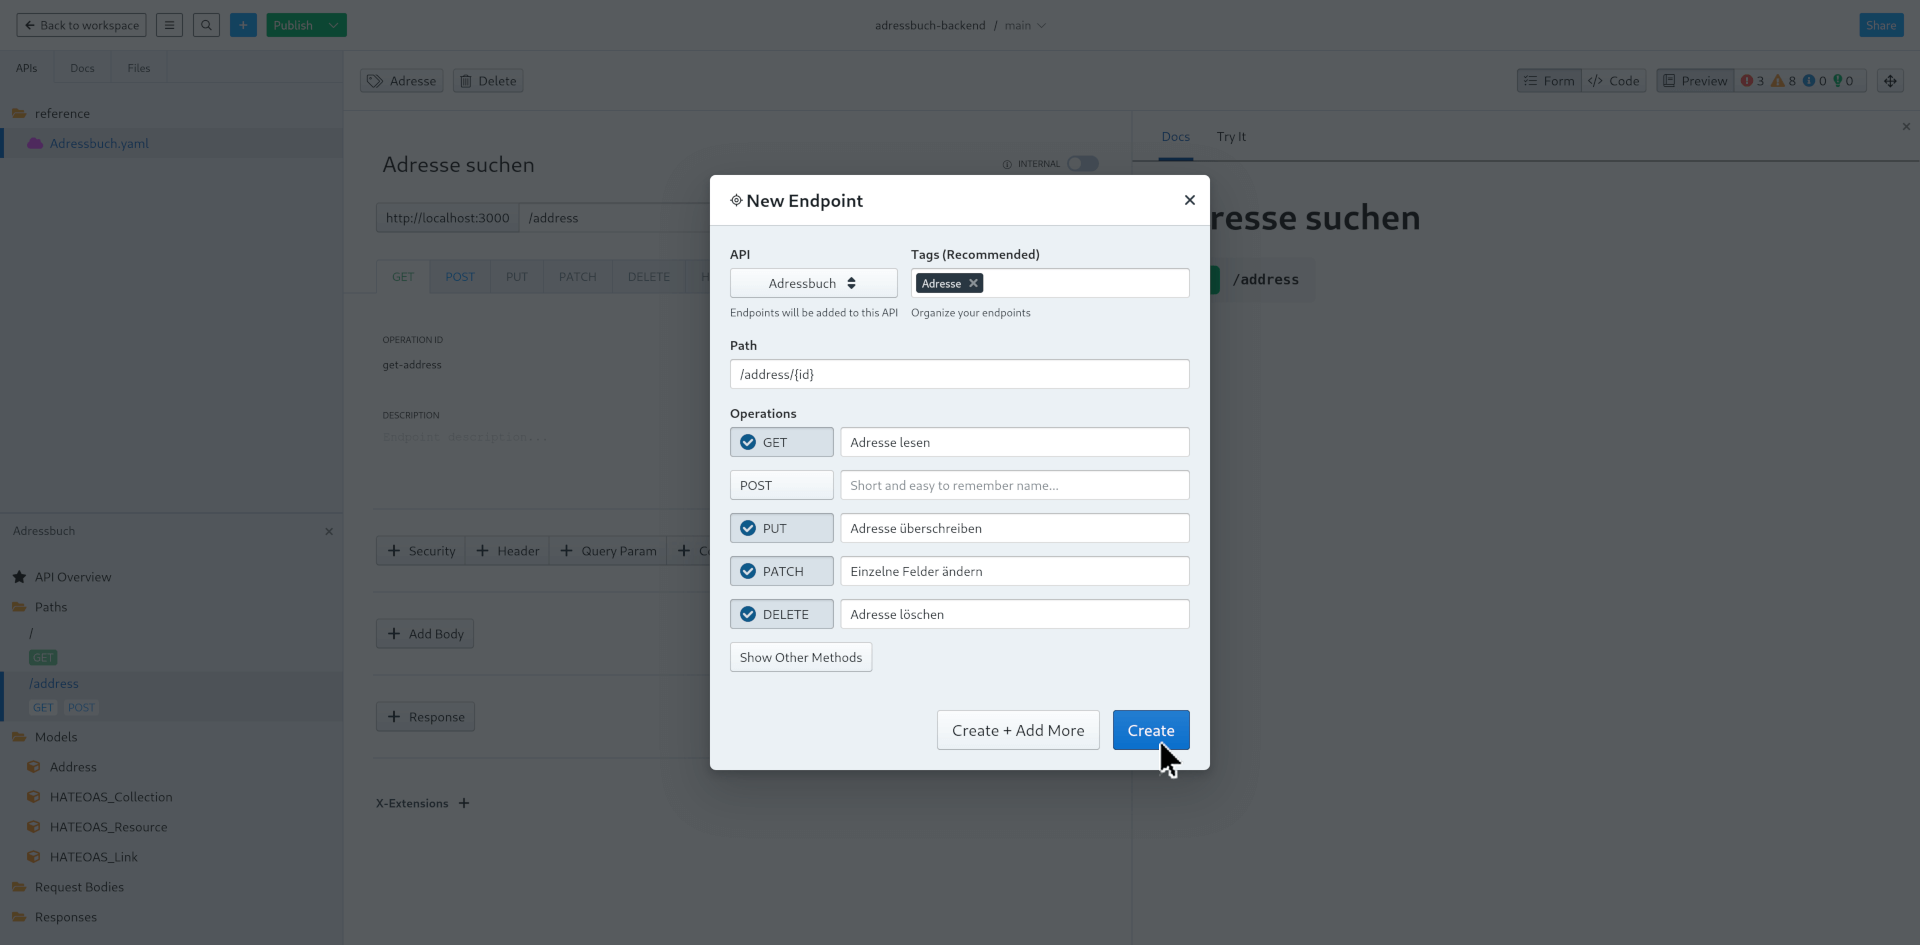 Back to workspace
Publish
adressbuch-backend / main
Share
APIs
Docs
Files
Adresse
Delete
Form
Code
Preview
3
8
0
0
reference
Adressbuch.yaml
Adresse suchen
INTERNAL
http://localhost:3000
/address
GET
POST
PUT
PATCH
DELETE
OPERATION ID
get-address
DESCRIPTION
Endpoint description...
Security
Header
Query Param
Add Body
Response
X-Extensions
Docs
Try It
resse suchen
/address
New Endpoint
API
Tags (Recommended)
Adressbuch
Adresse
Endpoints will be added to this API
Organize your endpoints
Path
/address/{id}
Operations
GET
Adresse lesen
POST
Short and easy to remember name...
PUT
Adresse überschreiben
PATCH
Einzelne Felder ändern
DELETE
Adresse löschen
Show Other Methods
Create + Add More
Create
Adressbuch
API Overview
Paths
/
GET
/address
GET POST
Models
Address
HATEOAS_Collection
HATEOAS_Resource
HATEOAS_Link
Request Bodies
Responses